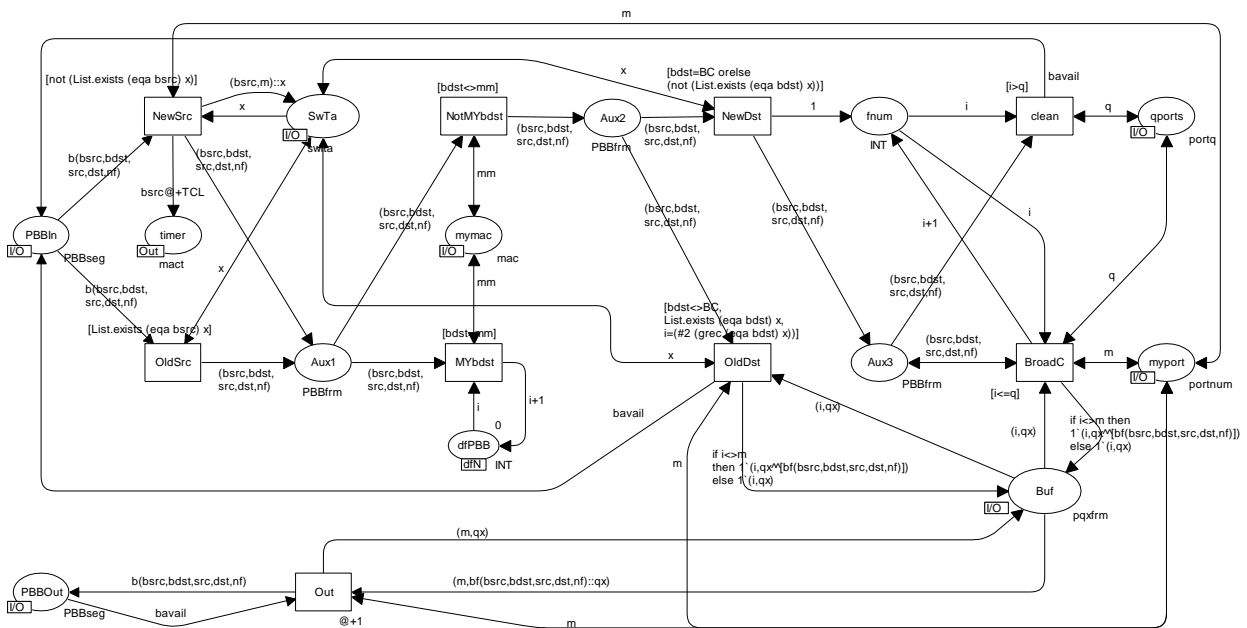 m
[not (List.exists (eqa bsrc) x)]
(bsrc,m)::x
x
NewSrc
SwTa
I/O
swta
[bdst<>mm]
NotMYbdst
(bsrc,bdst,
src,dst,nf)
Aux2
PBBfrm
(bsrc,bdst,
src,dst,nf)
x
[bdst=BC orelse
(not (List.exists (eqa bdst) x))]
NewDst
1
fnum
INT
i
[i>q]
clean
bavail
q
qports
I/O
portq
b(bsrc,bdst,
src,dst,nf)
(bsrc,bdst,
src,dst,nf)
bsrc@+TCL
PBBIn
I/O
PBBseg
timer
Out
mact
mm
(bsrc,bdst,
src,dst,nf)
mymac
I/O
mac
mm
(bsrc,bdst,
src,dst,nf)
(bsrc,bdst,
src,dst,nf)
i
i+1
q
(bsrc,bdst,
src,dst,nf)
x
b(bsrc,bdst,
src,dst,nf)
[List.exists (eqa bsrc) x]
OldSrc
(bsrc,bdst,
src,dst,nf)
Aux1
PBBfrm
(bsrc,bdst,
src,dst,nf)
[bdst=mm]
MYbdst
i
i+1
0
dfPBB
dfN
INT
[bdst<>BC,
List.exists (eqa bdst) x,
i=(#2 (grec (eqa bdst) x))]
x
OldDst
Aux3
PBBfrm
(bsrc,bdst,
src,dst,nf)
BroadC
[i<=q]
m
myport
I/O
portnum
bavail
(i,qx)
(i,qx)
if i<>m then
1`(i,qx^^[bf(bsrc,bdst,src,dst,nf)])
else 1`(i,qx)
m
if i<>m
then 1`(i,qx^^[bf(bsrc,bdst,src,dst,nf)])
else 1`(i,qx)
Buf
I/O
pqxfrm
(m,qx)
PBBOut
I/O
PBBseg
b(bsrc,bdst,src,dst,nf)
bavail
Out
@+1
(m,bf(bsrc,bdst,src,dst,nf)::qx)
m